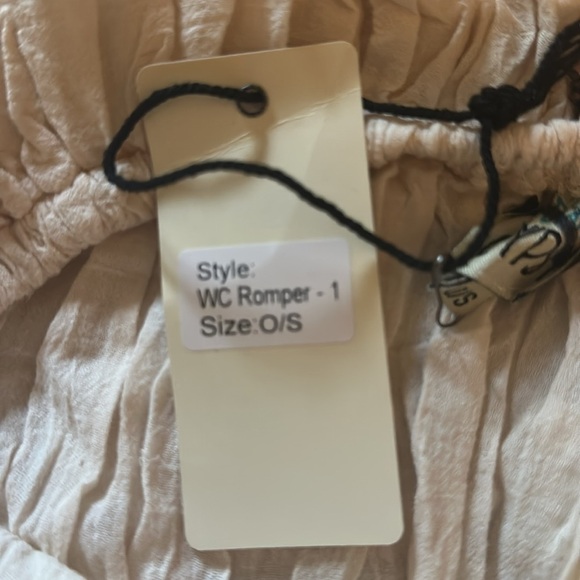 Style:
WC Romper - 1
Size:O/S